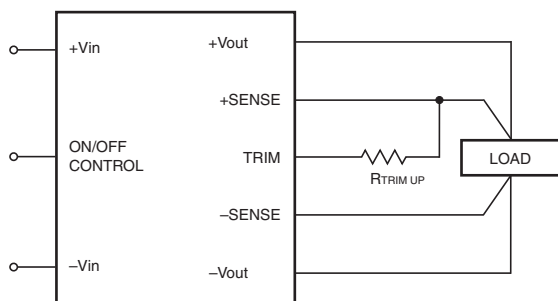 +Vin
+Vout
+SENSE
ON/OFF
CONTROL
TRIM
RTRIM UP
LOAD
–SENSE
–Vin
–Vout